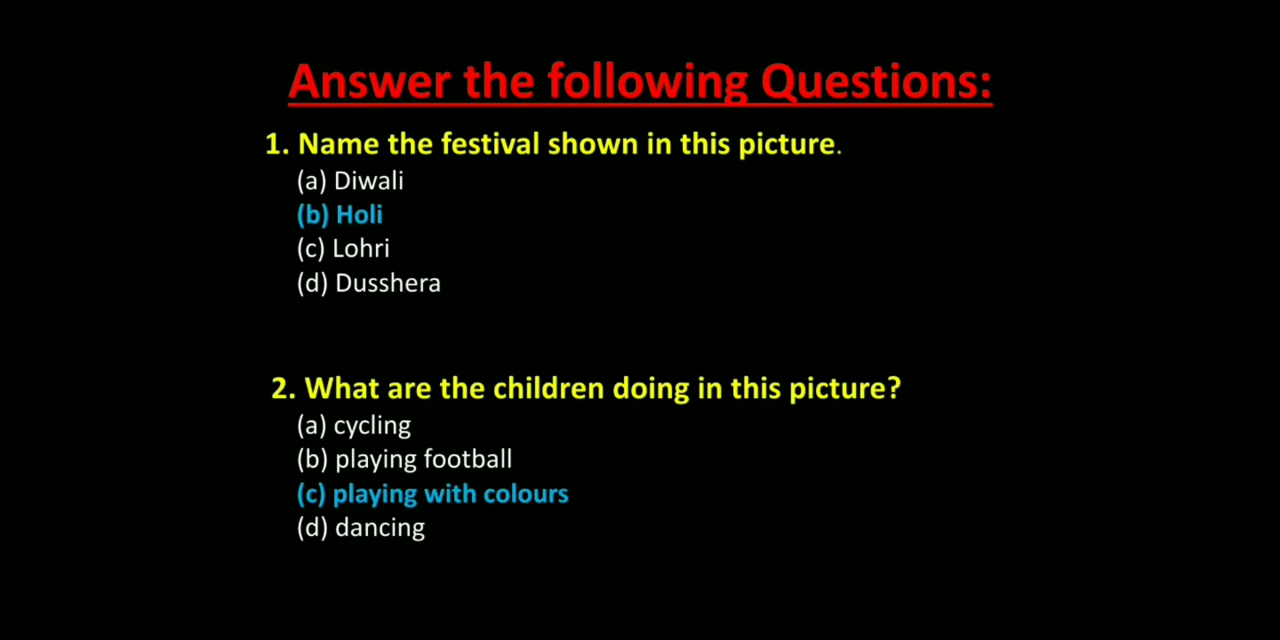 Answer the following Questions:
1. Name the festival shown in this picture.
(a) Diwali
(b) Holi
(c) Lohri
(d) Dusshera
2. What are the children doing in this picture?
(a) cycling
(b) playing football
(c) playing with colours
(d) dancing